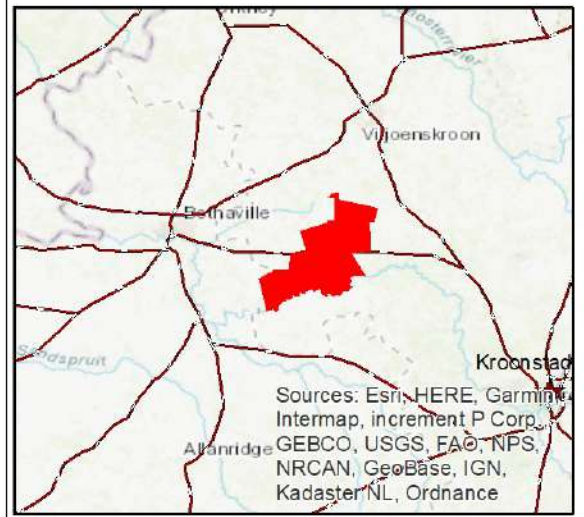 Viljoenskroon
Bothaville
Kroonstad
Sources: Esri, HERE, Garmin,
Intermap, increment P Corp.,
GEBCO, USGS, FAO, NPS,
NRCAN, GeoBase, IGN,
Kadaster NL, Ordnance
Allanridge
Sandspruit